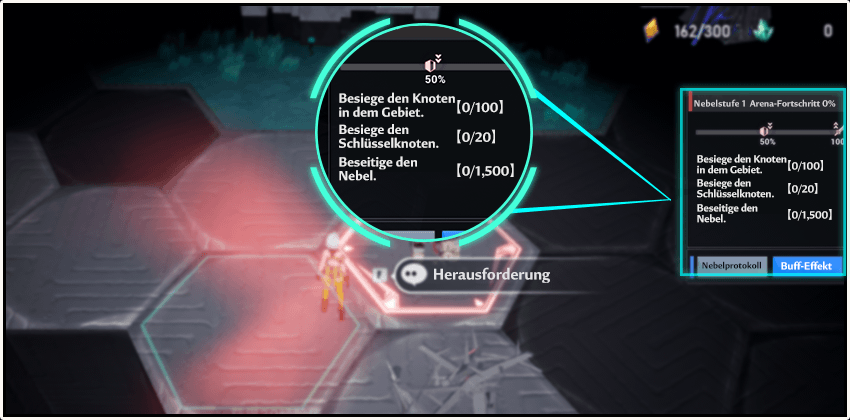 162/300
0
50%
Besiege den Knoten
in dem Gebiet.
【0/100】
Besiege den
Schlüsselknoten.
【0/20】
Beseitige den
Nebel.
【0/1,500】
Herausforderung
Nebelstufe 1 Arena-Fortschritt 0%
50%
100
Besiege den Knoten
in dem Gebiet.
【0/100】
Besiege den
Schlüsselknoten.
【0/20】
Beseitige den
Nebel.
【0/1,500】
Nebelprotokoll
Buff-Effekt